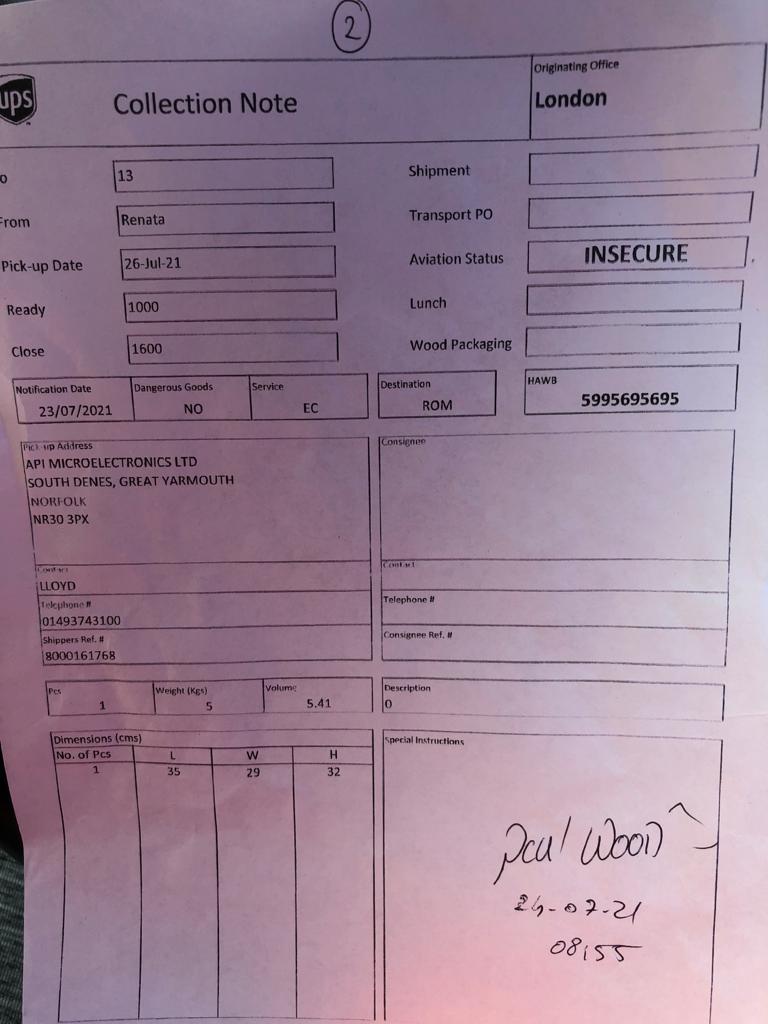 2
ups
Collection Note
Originating Office
London
o 13
From Renata
Pick-up Date 26-Jul-21
Ready 1000
Close 1600
Shipment
Transport PO
Aviation Status INSECURE
Lunch
Wood Packaging
Notification Date Dangerous Goods Service
23/07/2021 NO EC
Destination
ROM
HAWB
5995695695
Pick-up Address
API MICROELECTRONICS LTD
SOUTH DENES, GREAT YARMOUTH
NORFOLK
NR30 3PX
Contact
LLOYD
Telephone #
01493743100
Shippers Ref. #
8000161768
Consignee
Contact
Telephone #
Consignee Ref. #
Pcs Weight (Kgs) Volume
1 5 5.41
Description
0
Dimensions (cms)
No. of Pcs L W H
1 35 29 32
Special Instructions
Wood
-07-21
08:55